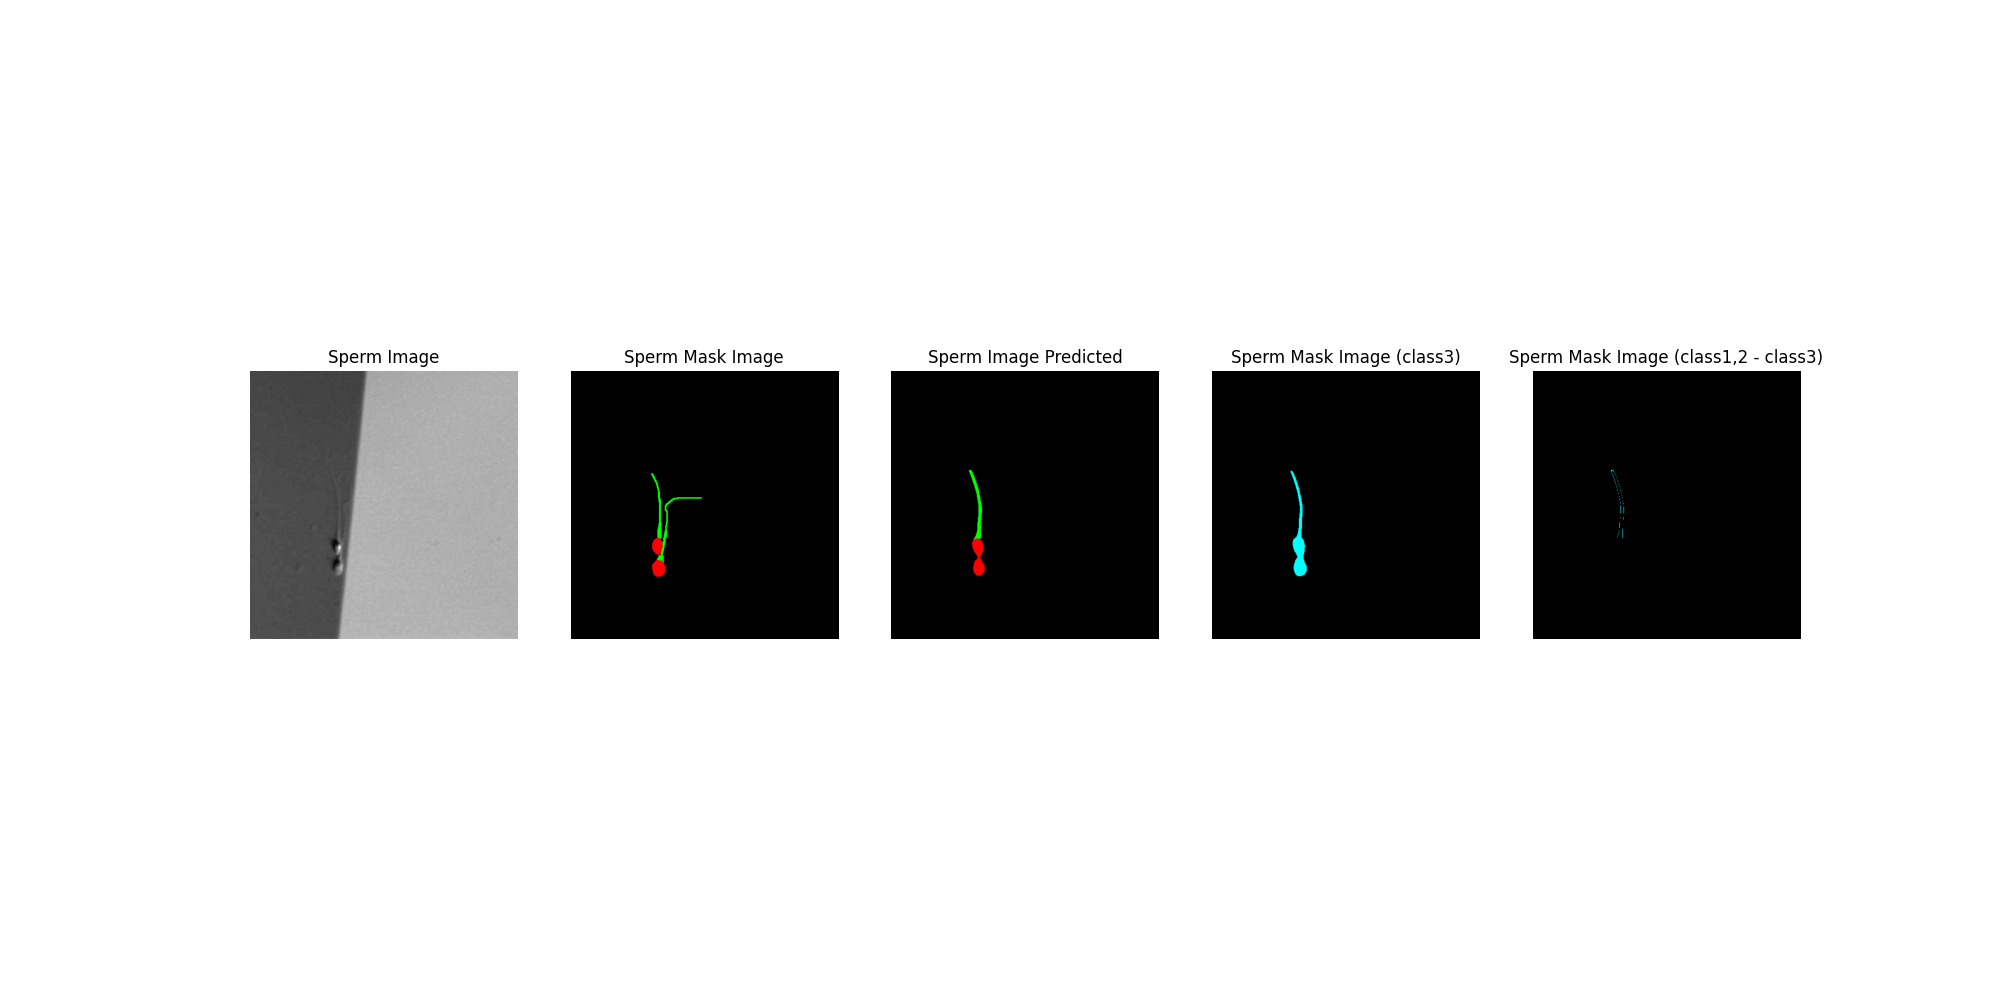 Sperm Image
Sperm Mask Image
Sperm Image Predicted
Sperm Mask Image (class3)
Sperm Mask Image (class1,2 - class3)